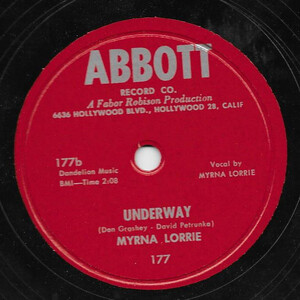 ABBOTT
RECORD CO.
A Fabor Robison Production
6636 HOLLYWOOD BLVD., HOLLYWOOD 28, CALIF
177b
Dandelion Music
BMI—Time 2:08
Vocal by
MYRNA LORRIE
UNDERWAY
(Don Grashey - David Petrunka)
MYRNA LORRIE
177